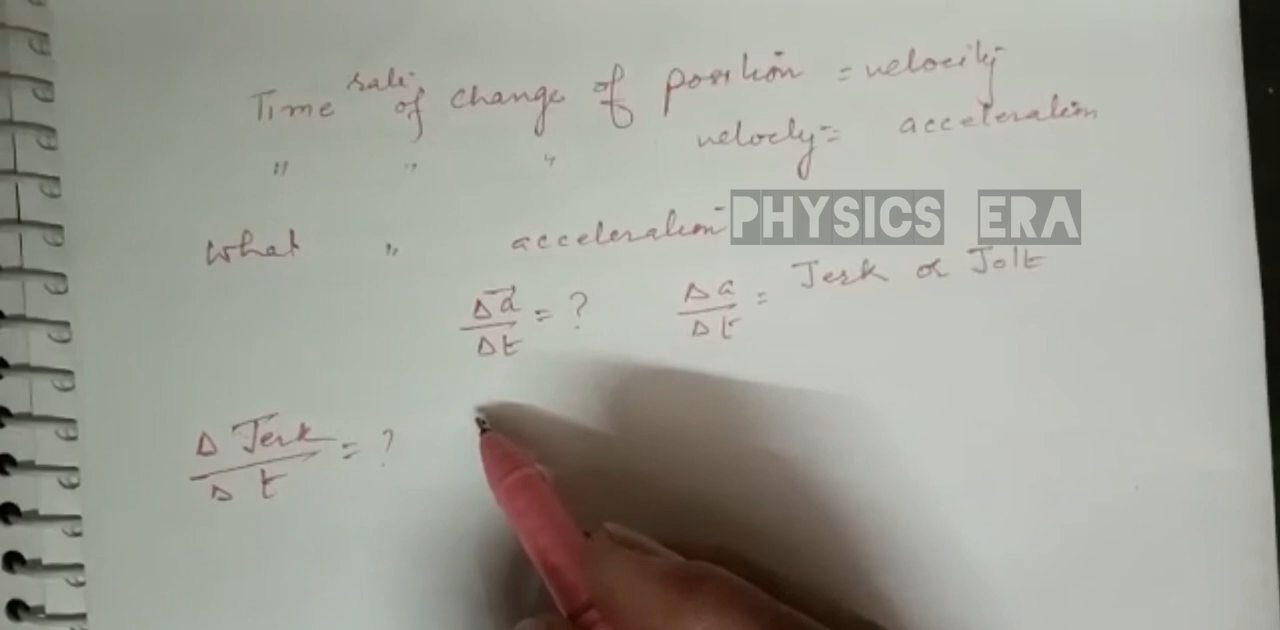 Time rate of change of position = velocity
" " " velocity = acceleration
What " acceleration
PHYSICS ERA
Δa⃗/Δt = ? Δa/Δt = Jerk or Jolt
Δ Jerk/Δt = ?